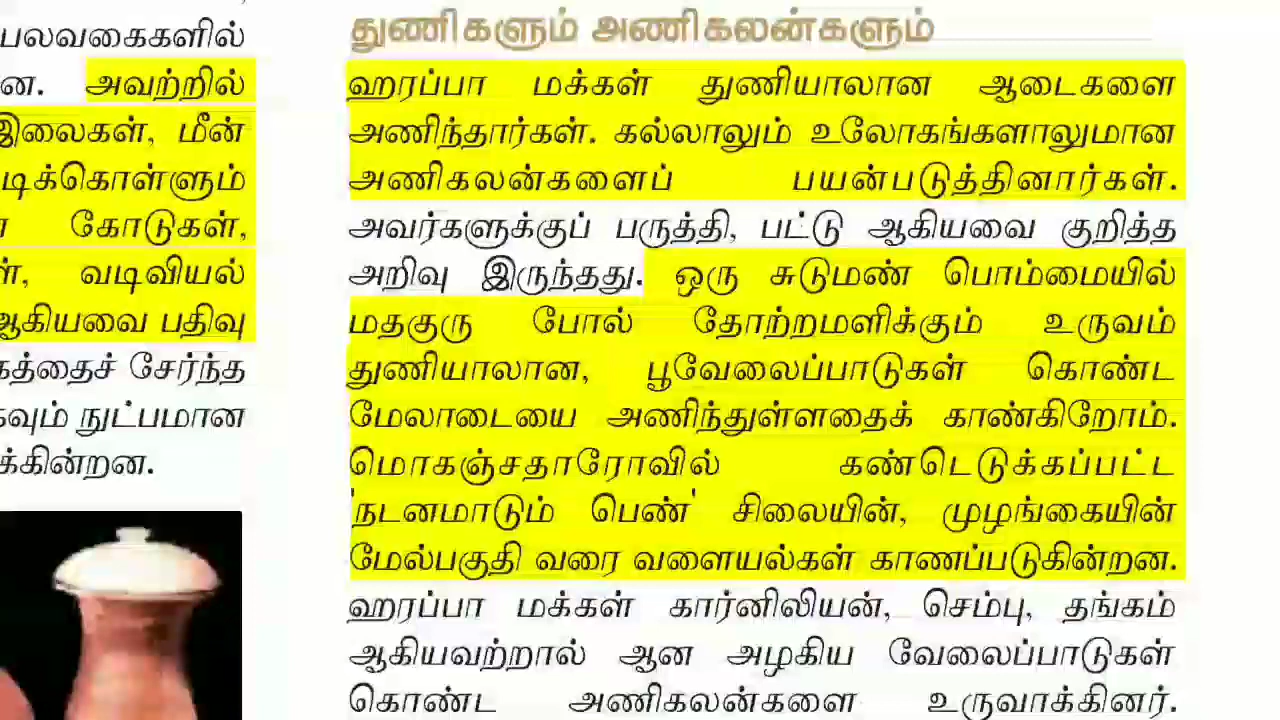 பலவகைகளில்
ன. அவற்றில்
இலைகள், மீன்
டிக்கொள்ளும்
கோடுகள்,
வடிவியல்
ஆகியவை பதிவு
கத்தைச் சேர்ந்த
கவும் நுட்பமான
க்கின்றன.
துணிகளும் அணிகலன்களும்
ஹரப்பா மக்கள் துணியாலான ஆடைகளை
அணிந்தார்கள். கல்லாலும் உலோகங்களாலுமான
அணிகலன்களைப் பயன்படுத்தினார்கள்.
அவர்களுக்குப் பருத்தி, பட்டு ஆகியவை குறித்த
அறிவு இருந்தது. ஒரு சுடுமண் பொம்மையில்
மதகுரு போல் தோற்றமளிக்கும் உருவம்
துணியாலான, பூவேலைப்பாடுகள் கொண்ட
மேலாடையை அணிந்துள்ளதைக் காண்கிறோம்.
மொகஞ்சதாரோவில் கண்டெடுக்கப்பட்ட
'நடனமாடும் பெண்' சிலையின், முழங்கையின்
மேல்பகுதி வரை வளையல்கள் காணப்படுகின்றன.
ஹரப்பா மக்கள் கார்னிலியன், செம்பு, தங்கம்
ஆகியவற்றால் ஆன அழகிய வேலைப்பாடுகள்
கொண்ட அணிகலன்களை உருவாக்கினர்.